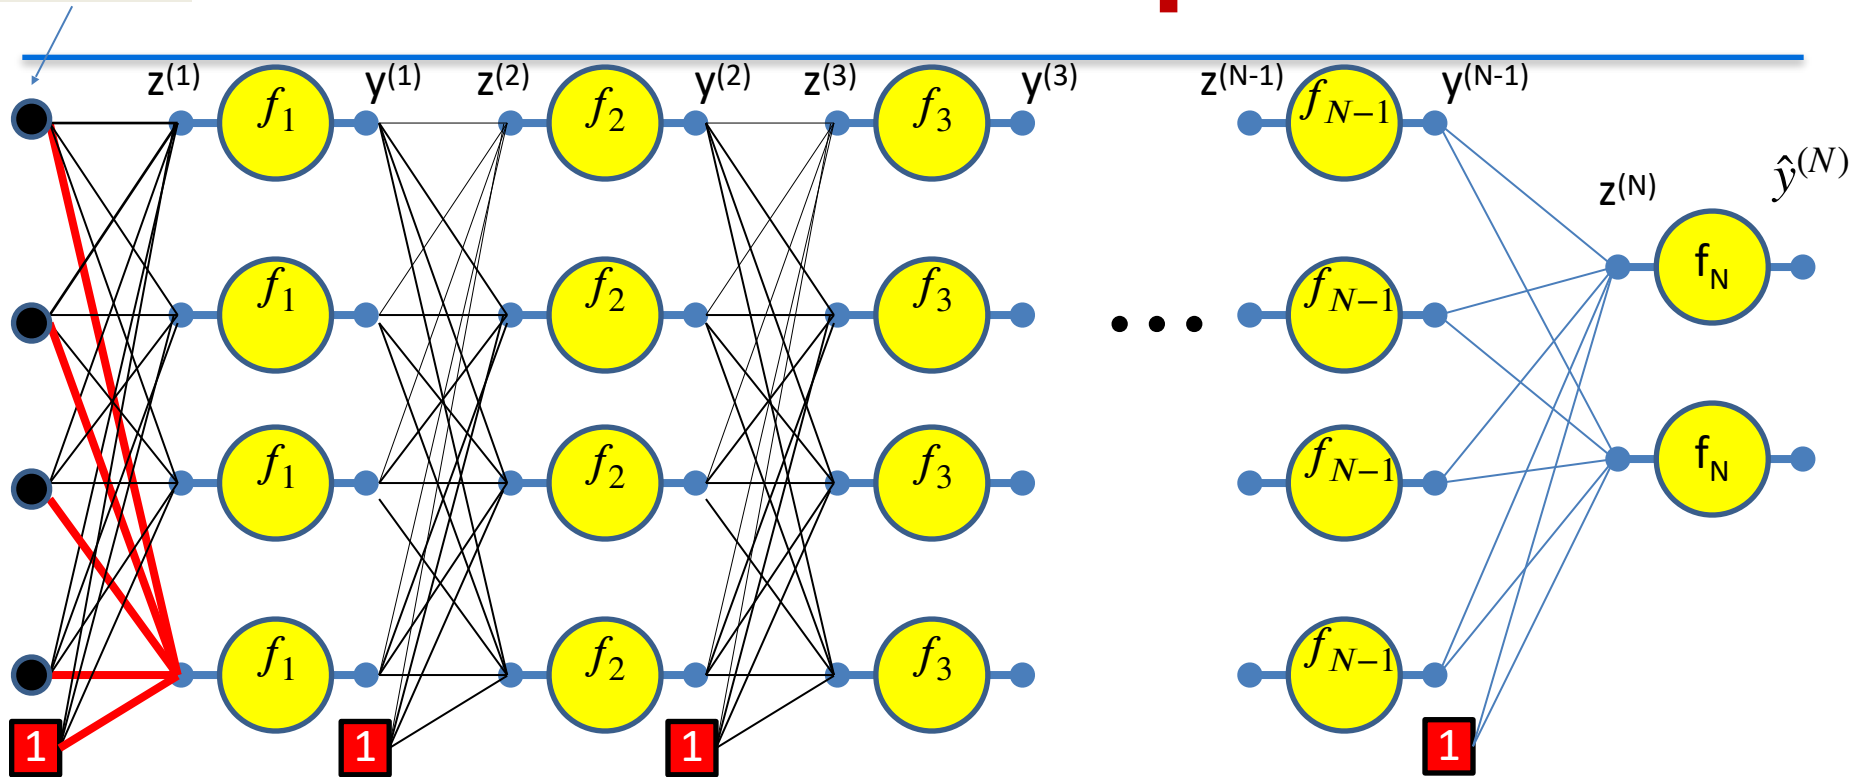 z(1) y(1) z(2) y(2) z(3) y(3) z(N-1) y(N-1)
f1 f2 f3 fN−1
ŷ(N)
z(N)
fN
f1 f2 f3 ... fN−1
f1 f2 f3 fN−1
fN
f1 f2 f3 fN−1
1 1 1 1